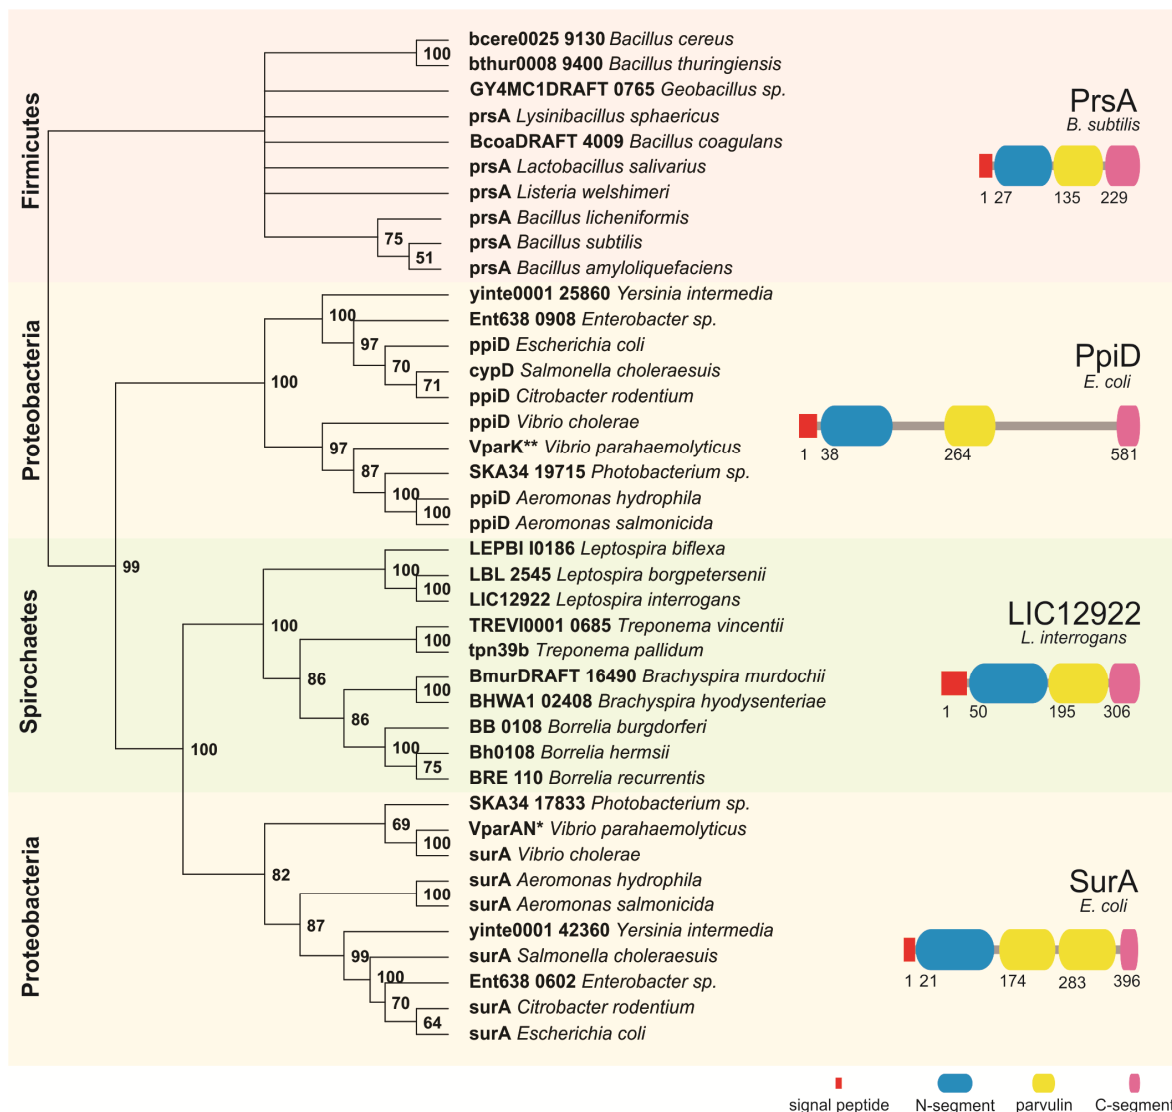 Firmicutes
bcere0025 9130 Bacillus cereus
100
bthur0008 9400 Bacillus thuringiensis
GY4MC1DRAFT 0765 Geobacillus sp.
prsA Lysinibacillus sphaericus
BcoaDRAFT 4009 Bacillus coagulans
prsA Lactobacillus salivarius
prsA Listeria welshimeri
prsA Bacillus licheniformis
75
prsA Bacillus subtilis
51
prsA Bacillus amyloliquefaciens
PrsA
B. subtilis
1 27 135 229
Proteobacteria
yinte0001 25860 Yersinia intermedia
100
Ent638 0908 Enterobacter sp.
97
ppiD Escherichia coli
70
cypD Salmonella choleraesuis
100
71
ppiD Citrobacter rodentium
ppiD Vibrio cholerae
97
VparK** Vibrio parahaemolyticus
87
SKA34 19715 Photobacterium sp.
100
ppiD Aeromonas hydrophila
100
ppiD Aeromonas salmonicida
PpiD
E. coli
1 38 264 581
99
Spirochaetes
LEPBI I0186 Leptospira biflexa
100
LBL 2545 Leptospira borgpetersenii
100
LIC12922 Leptospira interrogans
100
TREVI0001 0685 Treponema vincentii
100
tpn39b Treponema pallidum
86
BmurDRAFT 16490 Brachyspira murdochii
100
BHWA1 02408 Brachyspira hyodysenteriae
86
BB 0108 Borrelia burgdorferi
100
Bh0108 Borrelia hermsii
75
BRE 110 Borrelia recurrentis
100
LIC12922
L. interrogans
1 50 195 306
Proteobacteria
SKA34 17833 Photobacterium sp.
69
VparAN* Vibrio parahaemolyticus
100
surA Vibrio cholerae
82
surA Aeromonas hydrophila
100
surA Aeromonas salmonicida
87
yinte0001 42360 Yersinia intermedia
99
surA Salmonella choleraesuis
100
Ent638 0602 Enterobacter sp.
70
surA Citrobacter rodentium
64
surA Escherichia coli
SurA
E. coli
1 21 174 283 396
signal peptide N-segment parvulin C-segment